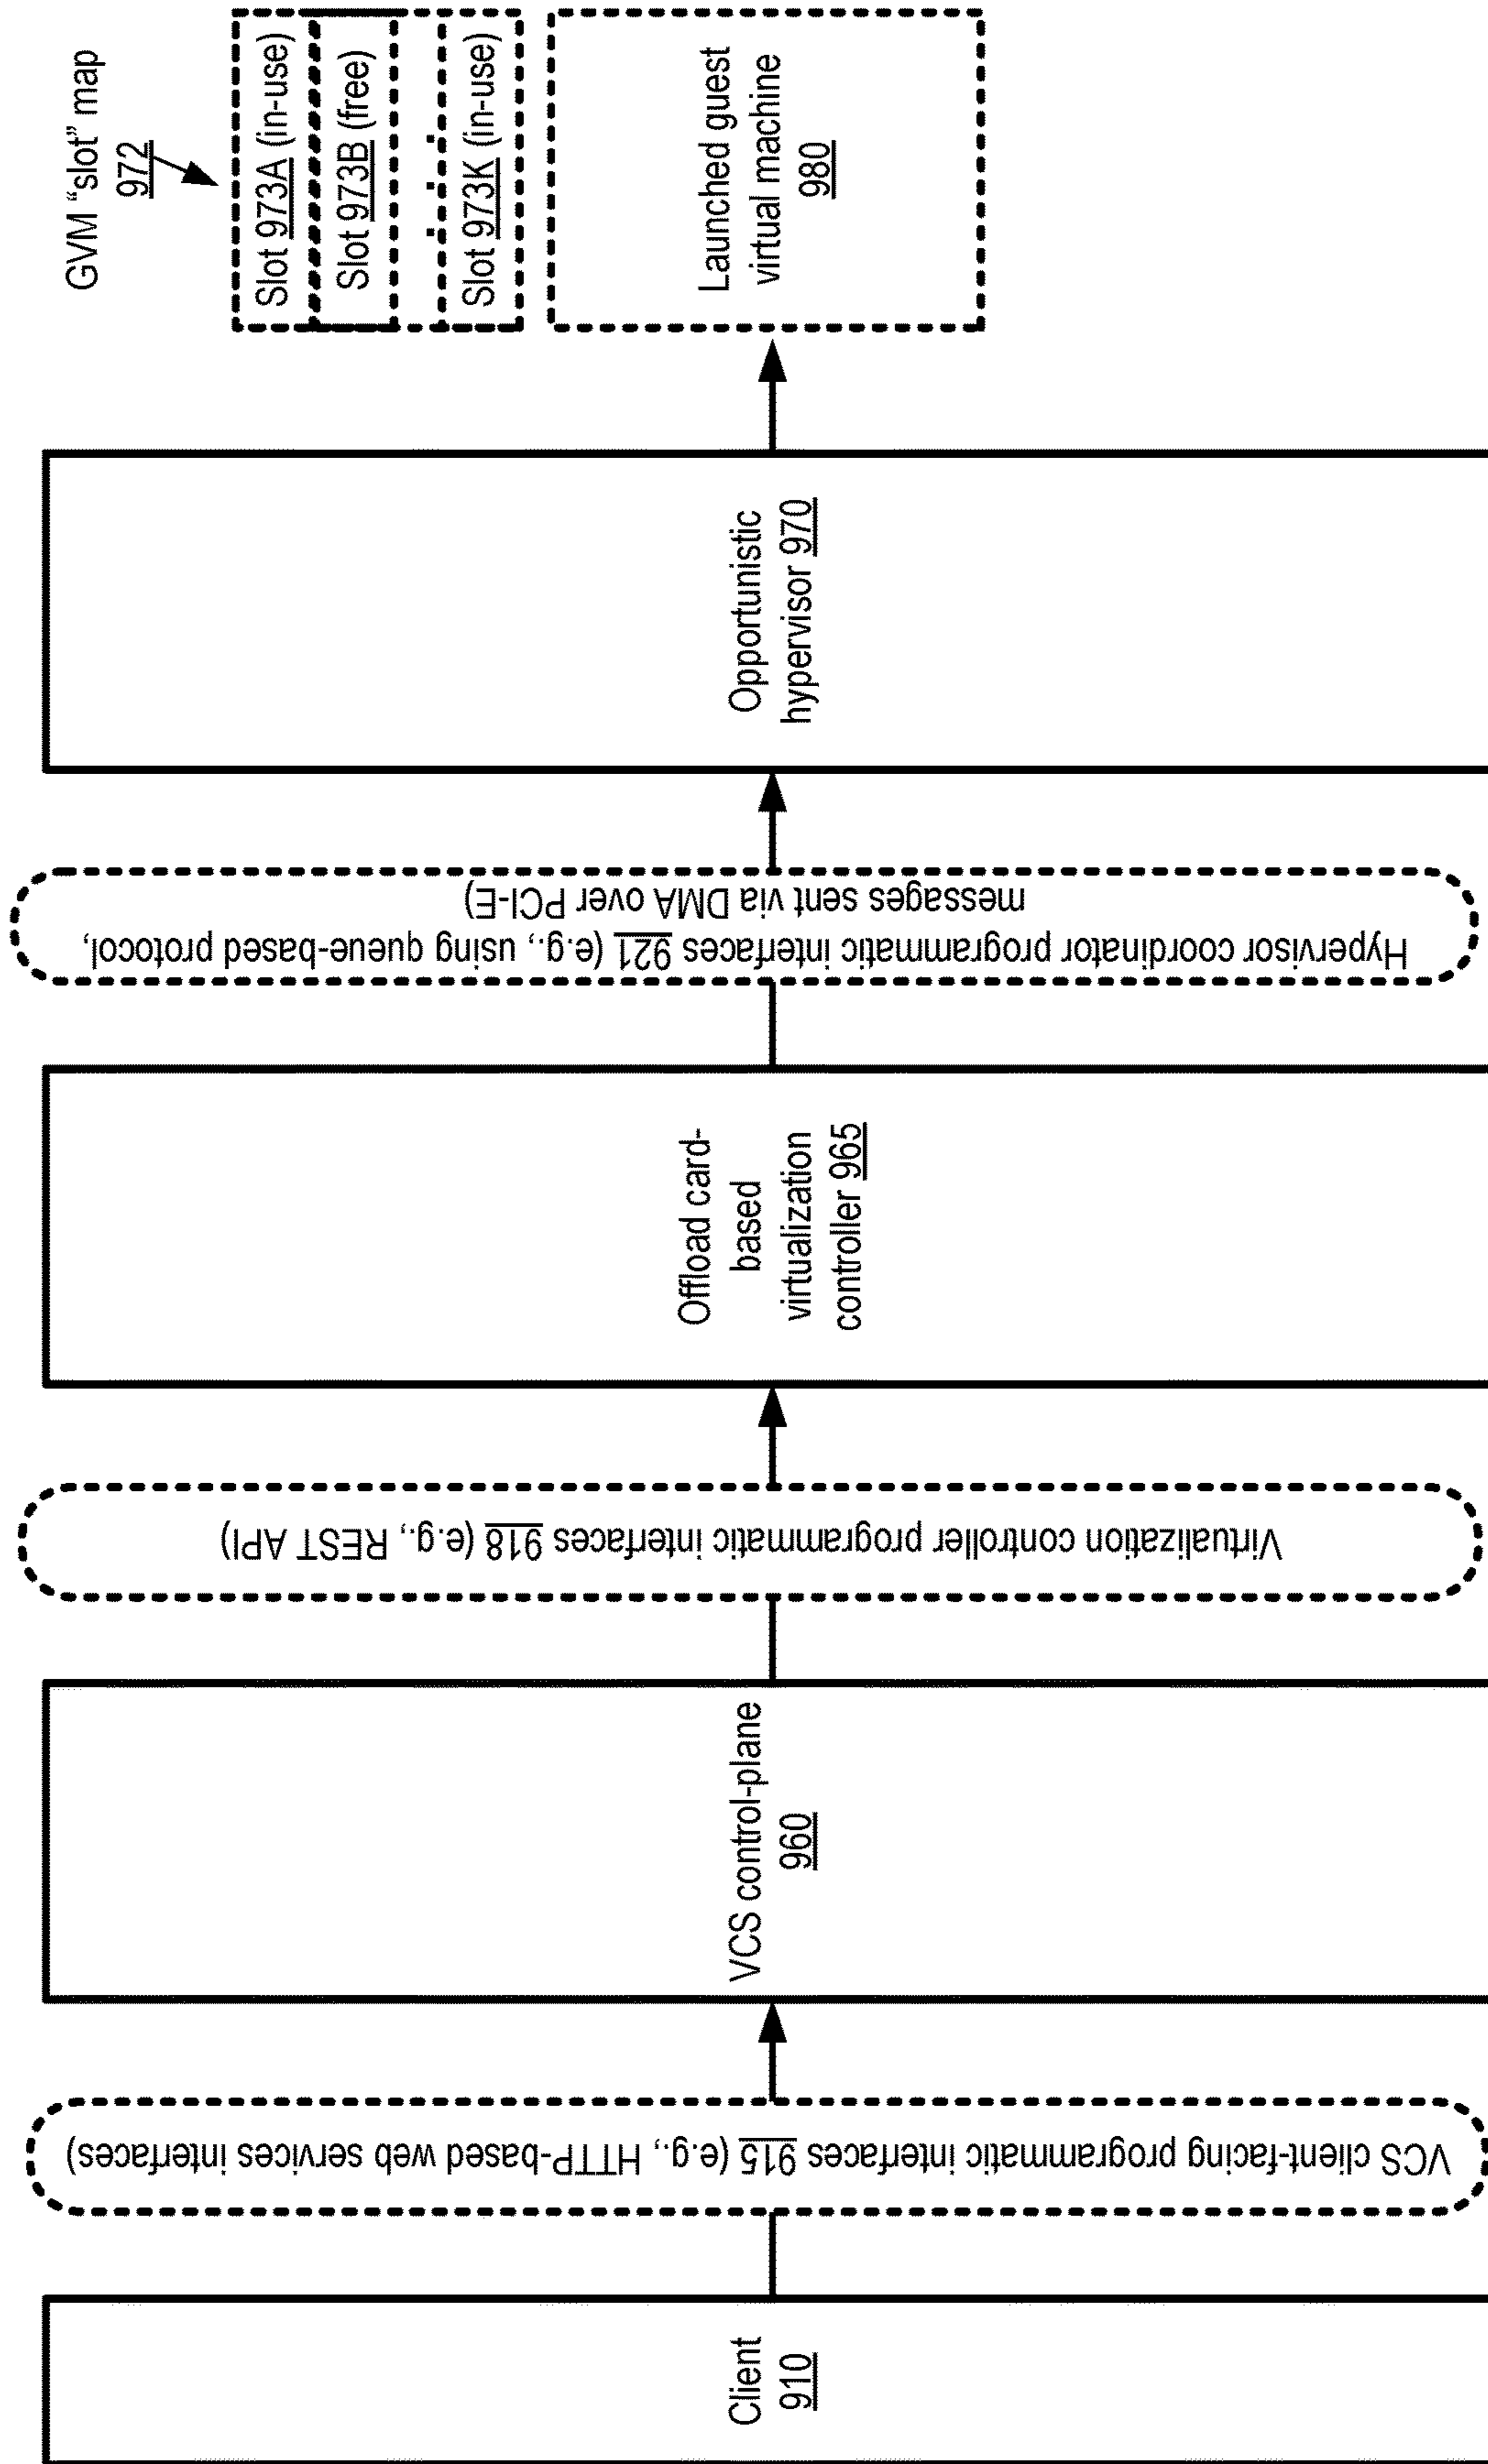 Client
910
VCS client-facing programmatic interfaces 915 (e.g., HTTP-based web services interfaces)
VCS control-plane
960
Virtualization controller programmatic interfaces 918 (e.g., REST API)
Offload card-
based
virtualization
controller 965
Hypervisor coordinator programmatic interfaces 921 (e.g., using queue-based protocol,
messages sent via DMA over PCI-E)
Opportunistic
hypervisor 970
GVM “slot” map
972
Slot 973A (in-use)
Slot 973B (free)
. . .
Slot 973K (in-use)
Launched guest
virtual machine
980